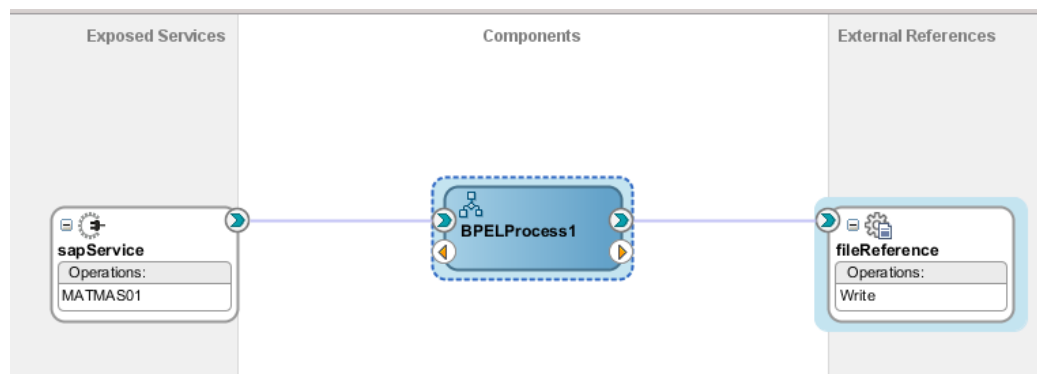 Exposed Services
Components
External References
sapService
Operations:
MATMAS01
BPELProcess1
fileReference
Operations:
Write